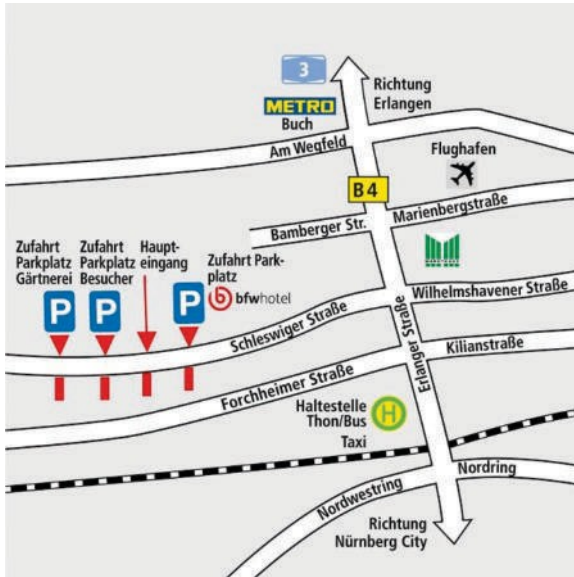 3
METRO
Buch
Richtung
Erlangen
Am Wegfeld
Flughafen
B 4
Marienbergstraße
Bamberger Str.
Zufahrt
Parkplatz
Gärtnerei
P
Zufahrt
Parkplatz
Besucher
P
Haupt-
eingang
Zufahrt Park-
platz
P
b bfwhotel
Wilhelmshavener Straße
Schleswiger Straße
Erlanger Straße
Kilianstraße
Forchheimer Straße
Haltestelle
Thon/Bus
H
Taxi
Nordring
Nordwestring
Richtung
Nürnberg City